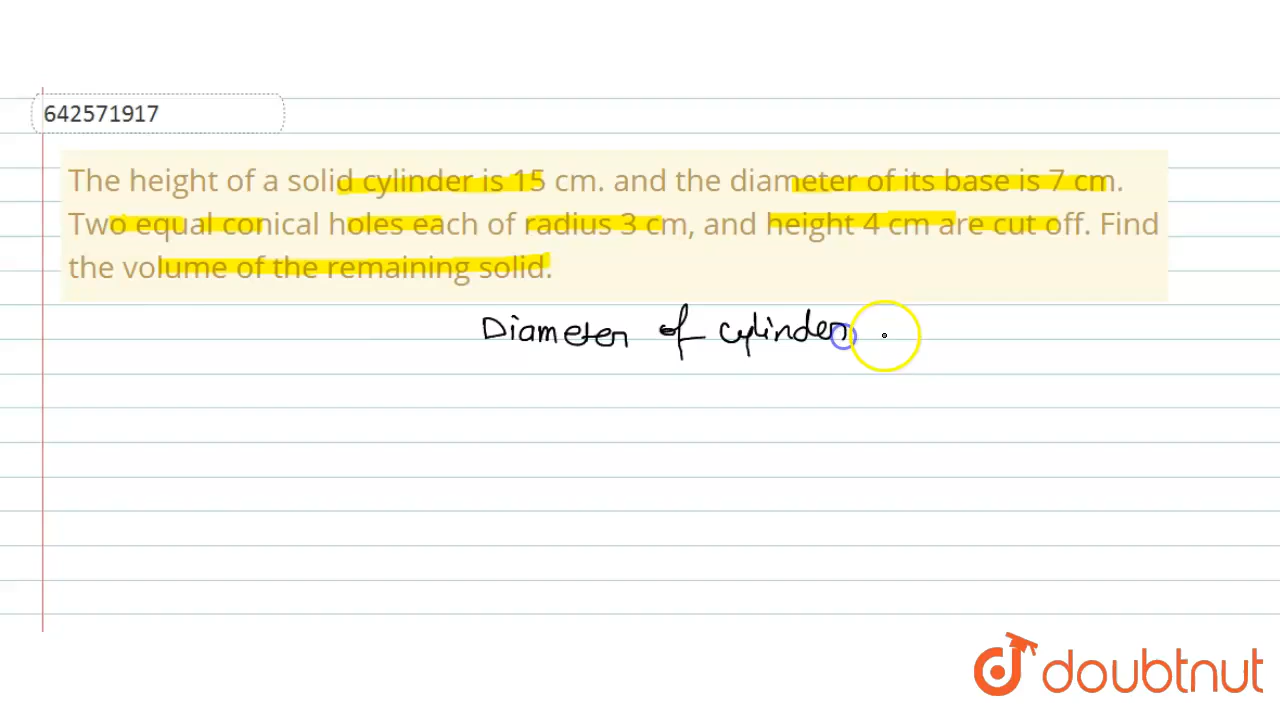 642571917
The height of a solid cylinder is 15 cm. and the diameter of its base is 7 cm.
Two equal conical holes each of radius 3 cm, and height 4 cm are cut off. Find
the volume of the remaining solid.
Diameter of cylinder
doubtnut